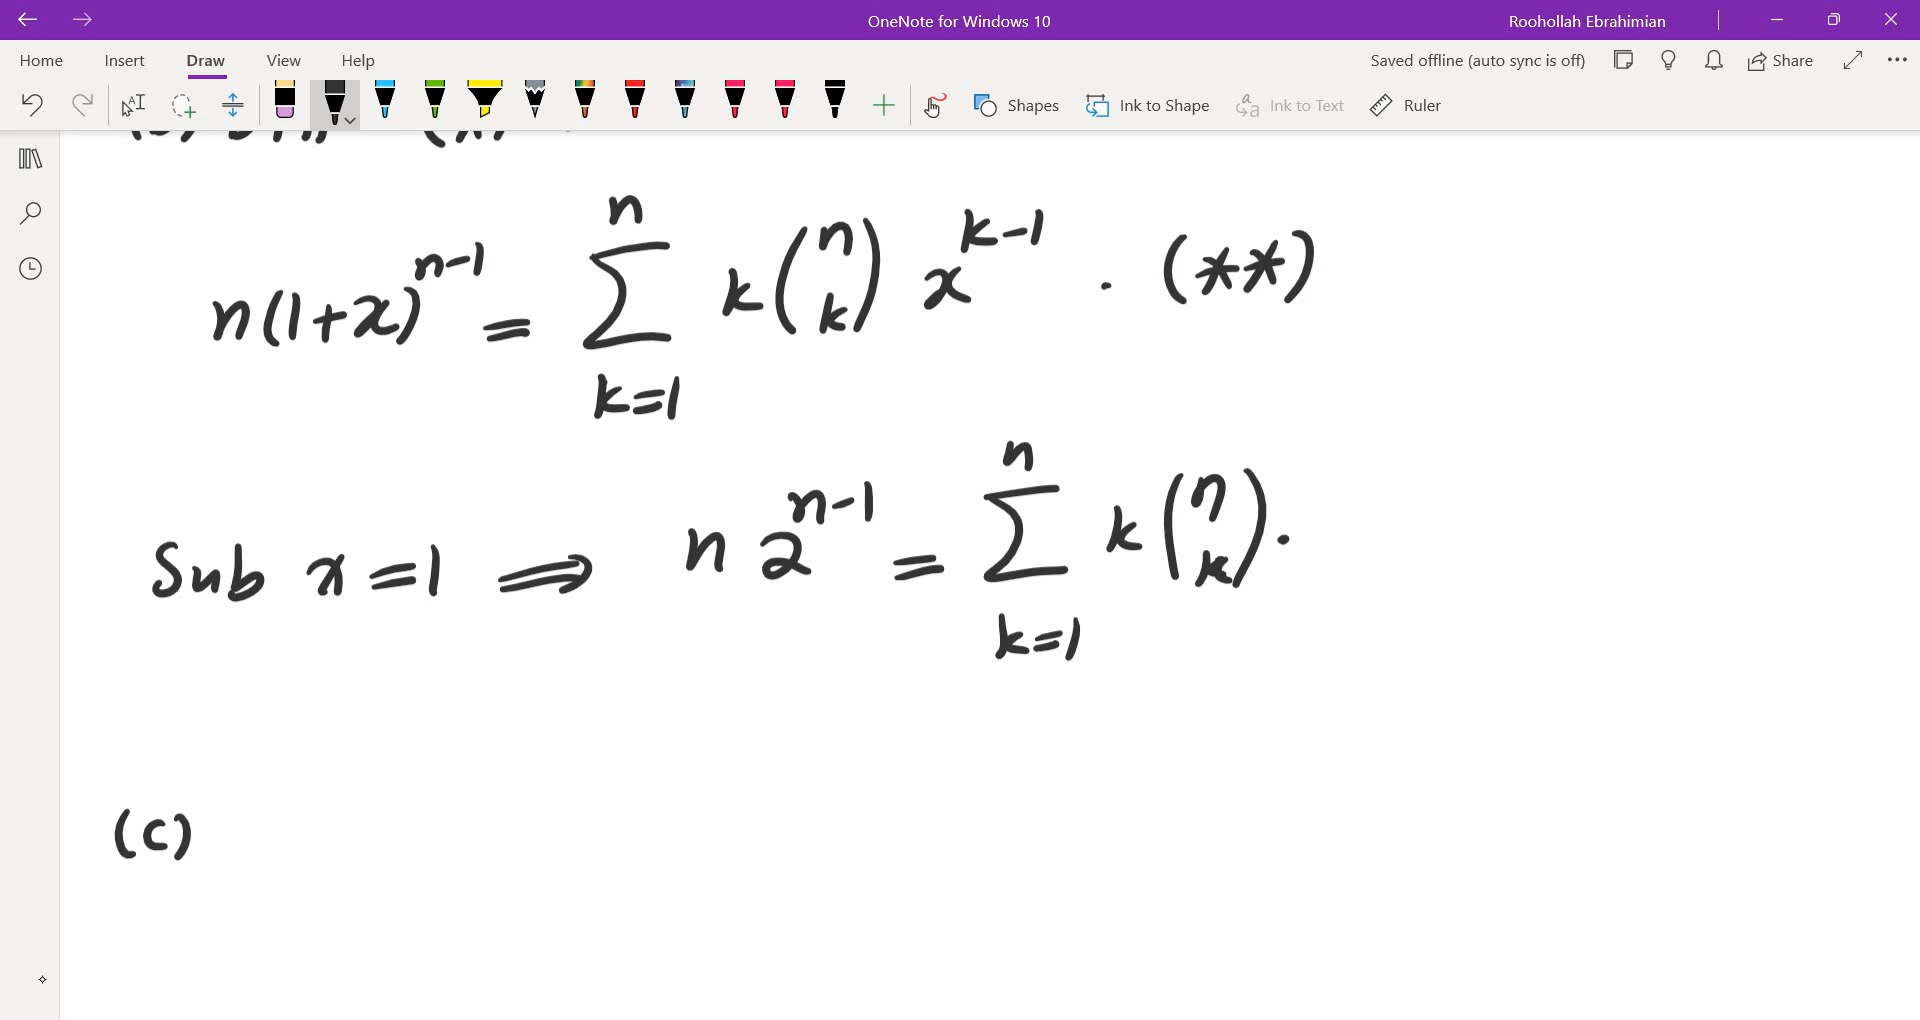 OneNote for Windows 10
Roohollah Ebrahimian
Home Insert Draw View Help
Saved offline (auto sync is off) Share
Shapes Ink to Shape Ink to Text Ruler
n(1+x)^{n-1} = \sum_{k=1}^{n} k \binom{n}{k} x^{k-1} . (**)
Sub x=1 ⟹ n 2^{n-1} = \sum_{k=1}^{n} k \binom{n}{k}.
(c)